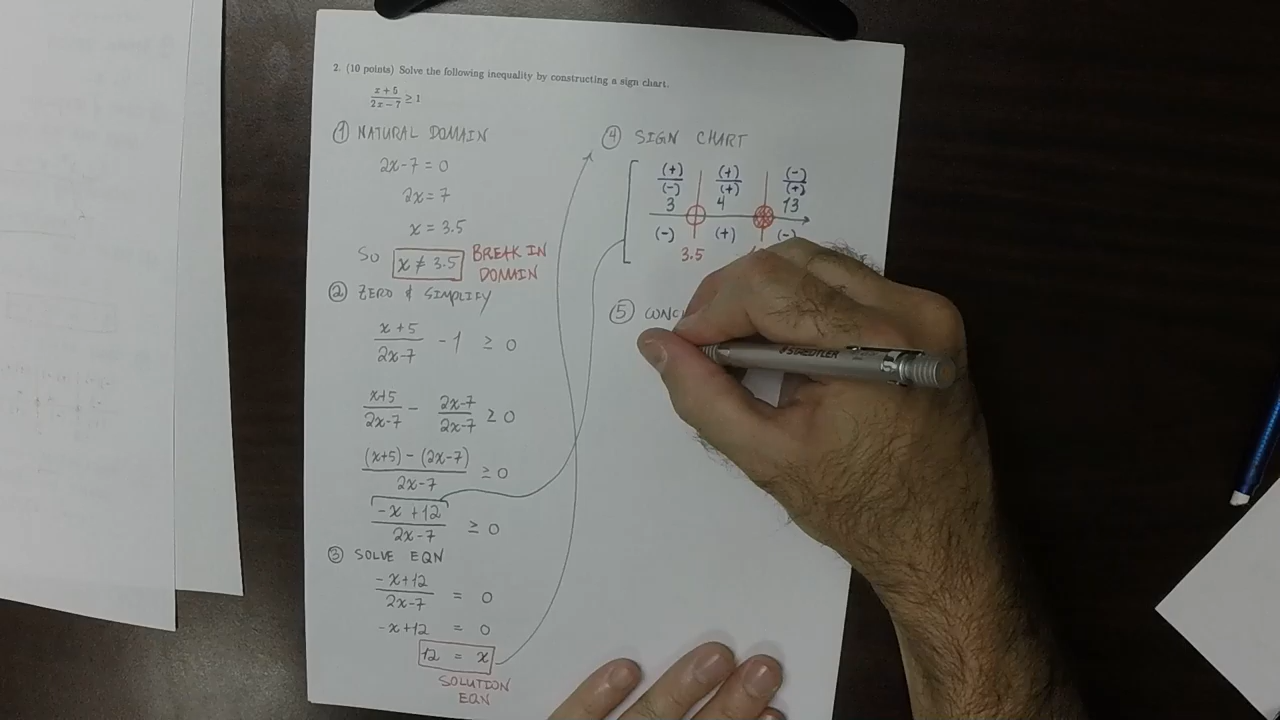 2. (10 points) Solve the following inequality by constructing a sign chart.
x + 5
2x − 7 ≥ 1
① NATURAL DOMAIN
2x-7 = 0
2x = 7
x = 3.5
So x ≠ 3.5 BREAK IN
DOMAIN
② ZERO & SIMPLIFY
x + 5
2x-7 - 1 ≥ 0
x+5
2x-7 - 2x-7
2x-7 ≥ 0
(x+5) - (2x-7)
2x-7 ≥ 0
-x +12
2x-7 ≥ 0
③ SOLVE EQN
-x+12
2x-7 = 0
-x+12 = 0
12 = x
SOLUTION
EQN
④ SIGN CHART
(+) (+) (-)
(-) (+) (+)
3 4 13
(-) (+) (-)
3.5
⑤
STAEDTLER